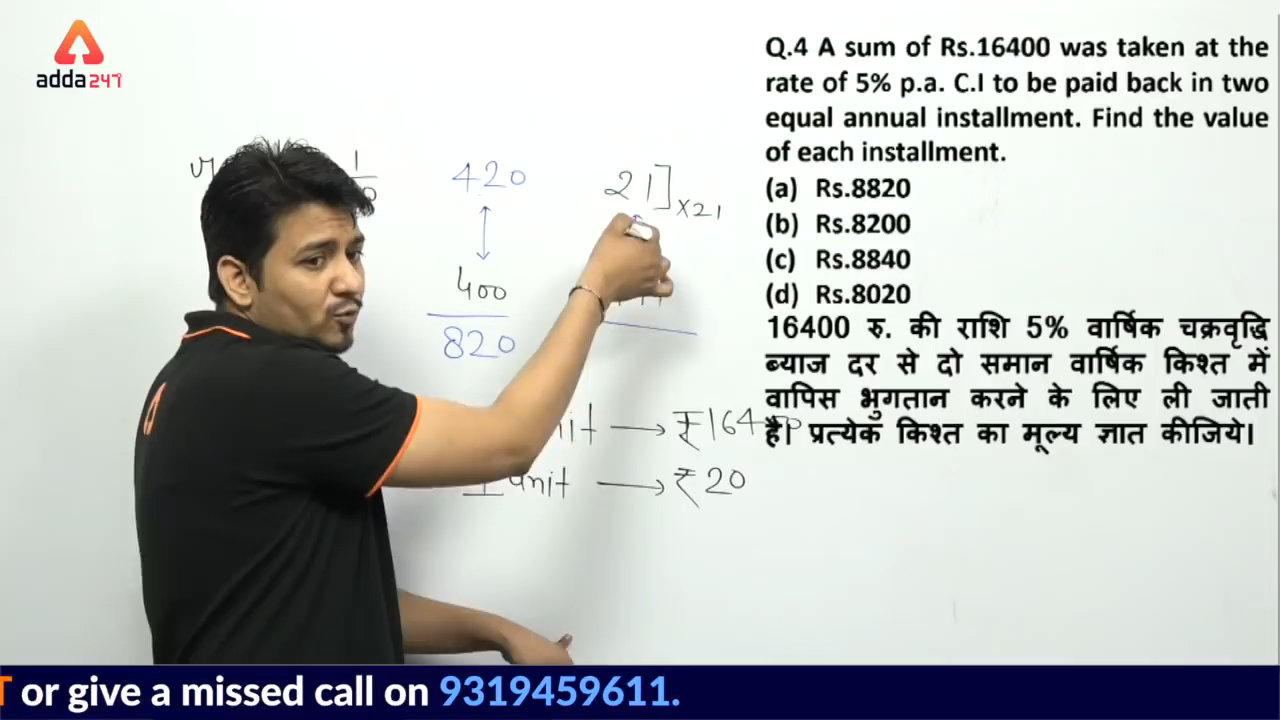 adda247
Q.4 A sum of Rs.16400 was taken at the
rate of 5% p.a. C.I to be paid back in two
equal annual installment. Find the value
of each installment.
(a) Rs.8820
(b) Rs.8200
(c) Rs.8840
(d) Rs.8020
16400 रु. की राशि 5% वार्षिक चक्रवृद्धि
ब्याज दर से दो समान वार्षिक किश्त में
वापिस भुगतान करने के लिए ली जाती
है। प्रत्येक किश्त का मूल्य ज्ञात कीजिये।
420
21] ×21
400
820
→ ₹16400
1 unit → ₹20
T or give a missed call on 9319459611.